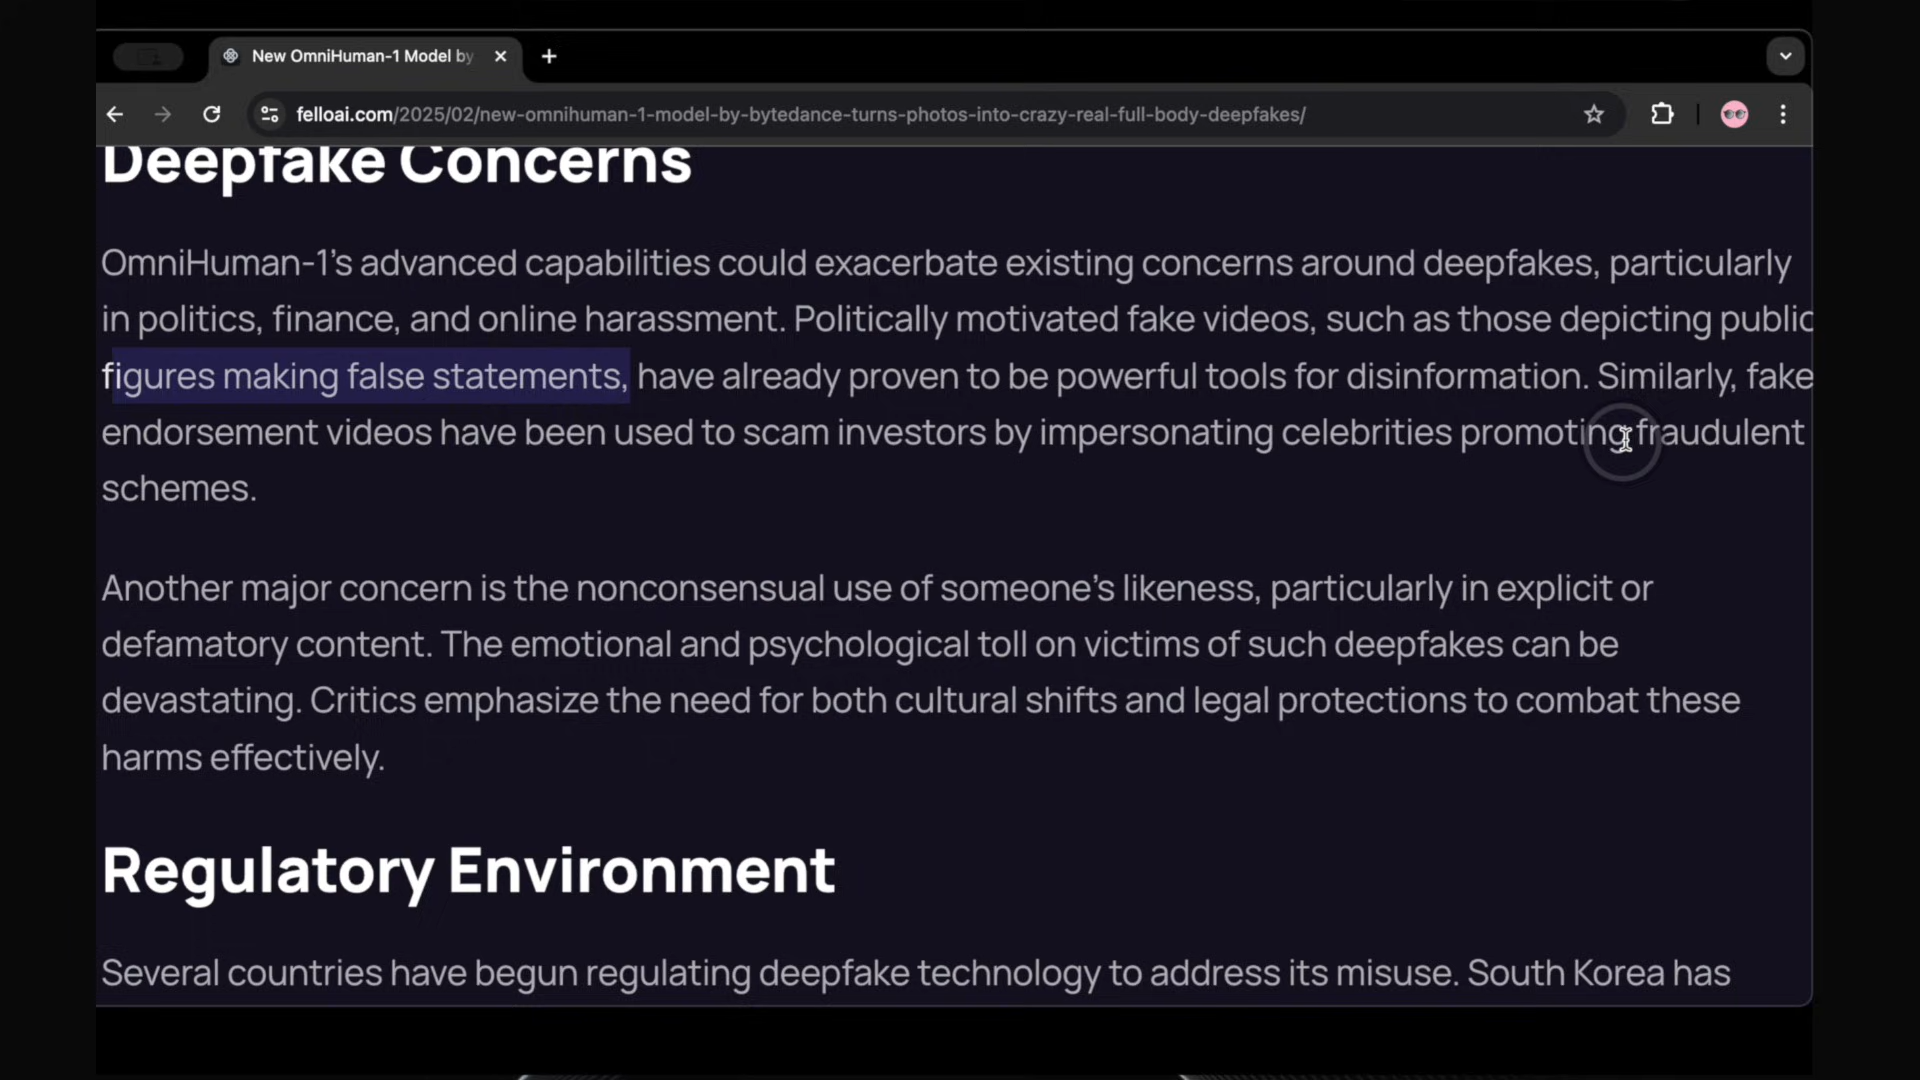 New OmniHuman-1 Model by
felloai.com/2025/02/new-omnihuman-1-model-by-bytedance-turns-photos-into-crazy-real-full-body-deepfakes/
Deepfake Concerns
OmniHuman-1’s advanced capabilities could exacerbate existing concerns around deepfakes, particularly
in politics, finance, and online harassment. Politically motivated fake videos, such as those depicting public
figures making false statements, have already proven to be powerful tools for disinformation. Similarly, fake
endorsement videos have been used to scam investors by impersonating celebrities promoting fraudulent
schemes.
Another major concern is the nonconsensual use of someone’s likeness, particularly in explicit or
defamatory content. The emotional and psychological toll on victims of such deepfakes can be
devastating. Critics emphasize the need for both cultural shifts and legal protections to combat these
harms effectively.
Regulatory Environment
Several countries have begun regulating deepfake technology to address its misuse. South Korea has